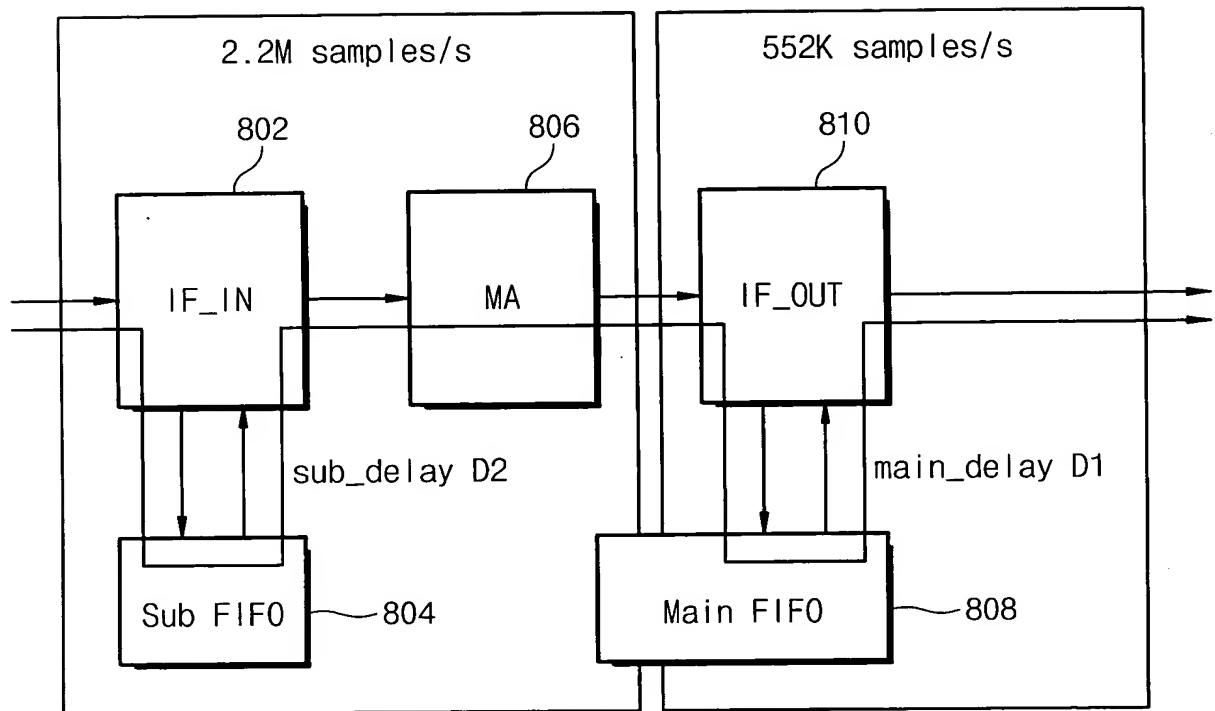 2.2M samples/s
552K samples/s
802
806
810
IF_IN
MA
IF_OUT
sub_delay D2
main_delay D1
Sub FIFO
804
Main FIFO
808